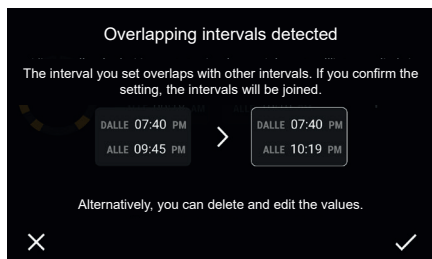 Overlapping intervals detected
The interval you set overlaps with other intervals. If you confirm the
setting, the intervals will be joined.
DALLE 07:40 PM
ALLE 09:45 PM
DALLE 07:40 PM
ALLE 10:19 PM
Alternatively, you can delete and edit the values.